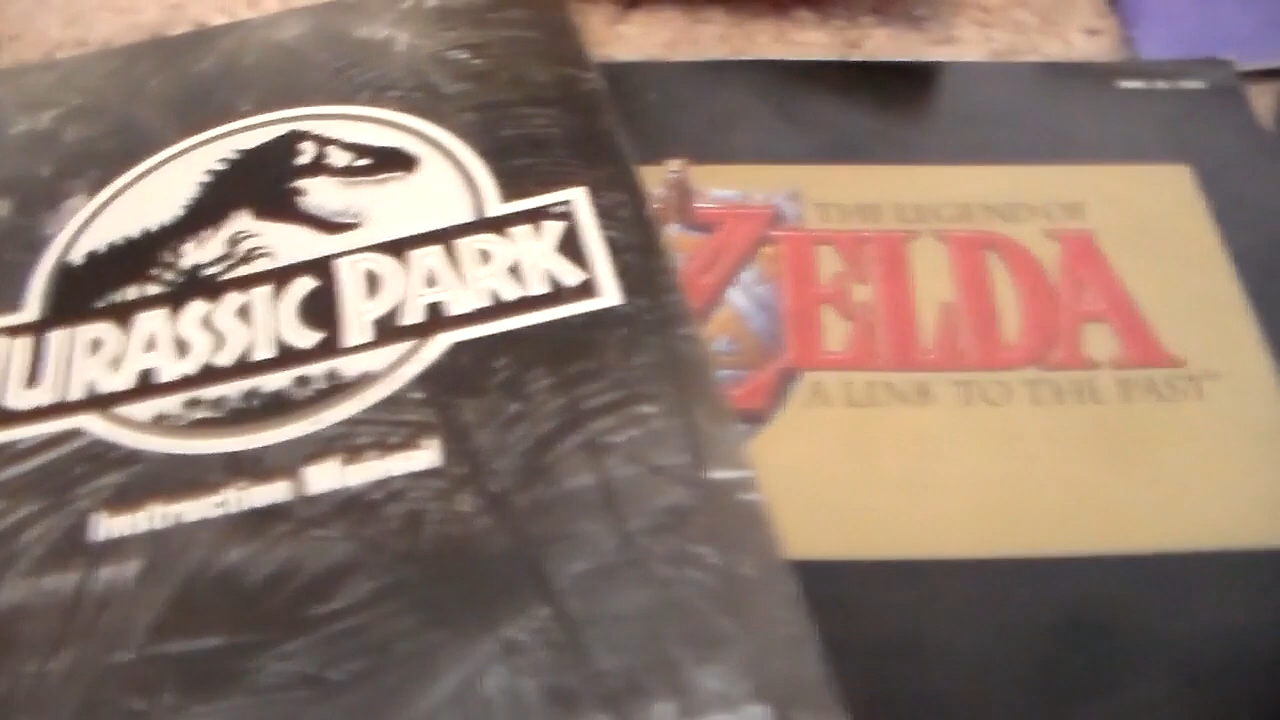 JURASSIC PARK
Instruction Manual
THE LEGEND OF
ZELDA
A LINK TO THE PAST